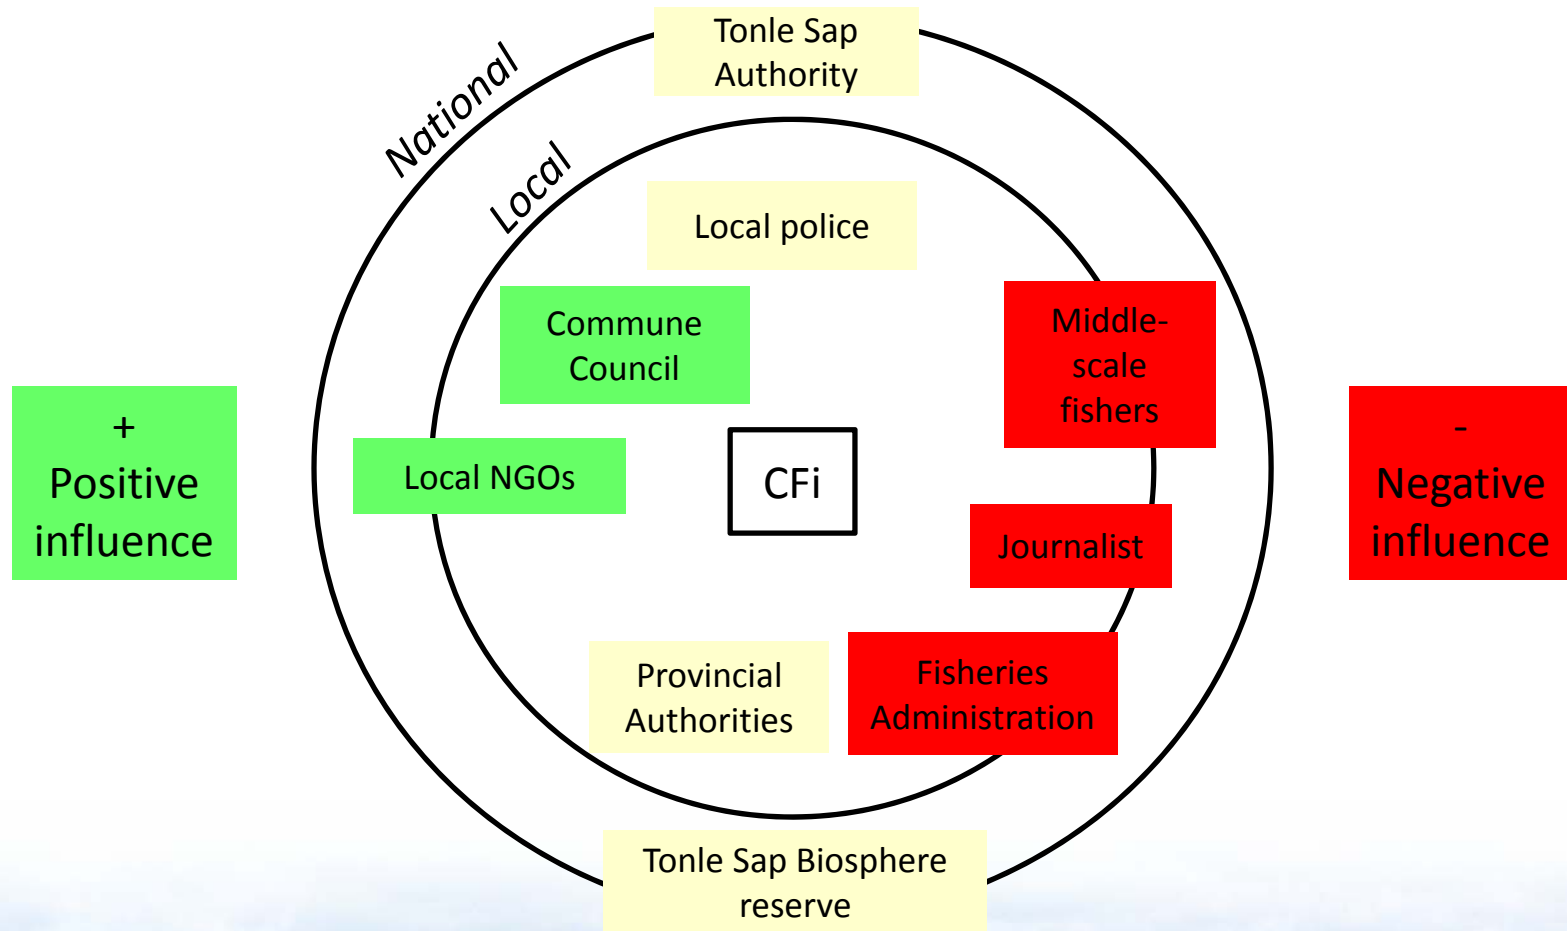 Tonle Sap
Authority
National
Local
Local police
Commune
Council
Middle-
scale
fishers
+
Positive
influence
Local NGOs
CFi
-
Negative
influence
Journalist
Provincial
Authorities
Fisheries
Administration
Tonle Sap Biosphere
reserve